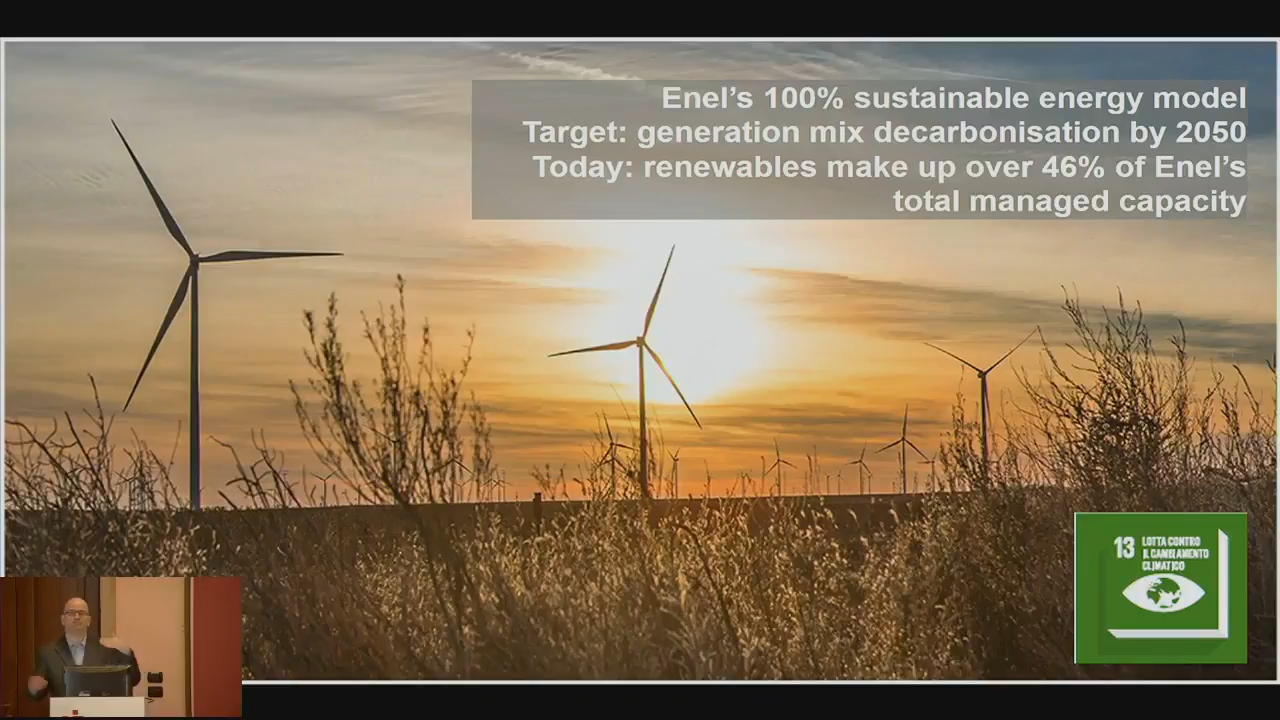 Enel’s 100% sustainable energy model
Target: generation mix decarbonisation by 2050
Today: renewables make up over 46% of Enel’s
total managed capacity
13 LOTTA CONTRO
IL CAMBIAMENTO
CLIMATICO